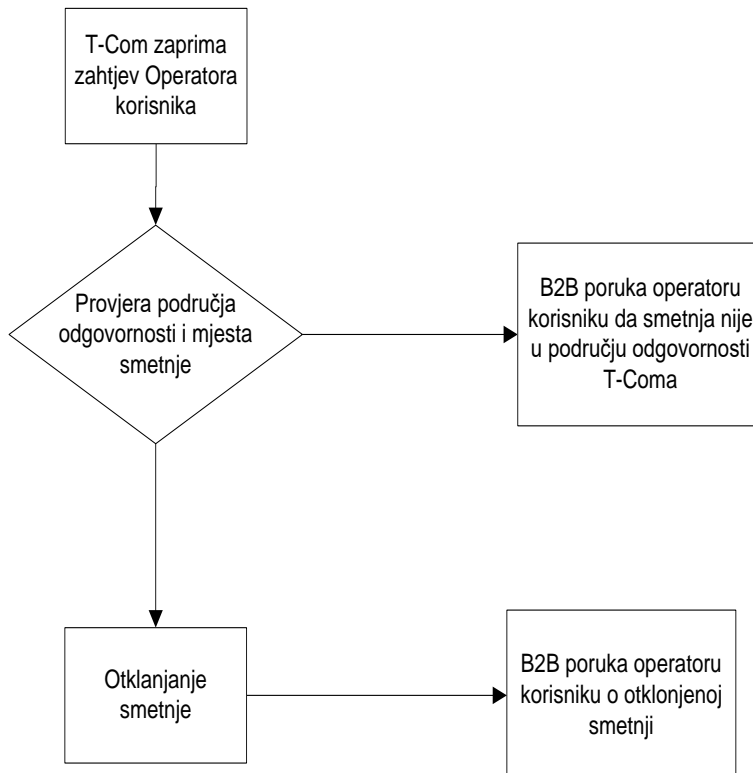 T-Com zaprima
zahtjev Operatora
korisnika
Provjera područja
odgovornosti i mjesta
smetnje
B2B poruka operatoru
korisniku da smetnja nije
u području odgovornosti
T-Coma
Otklanjanje
smetnje
B2B poruka operatoru
korisniku o otklonjenoj
smetnji